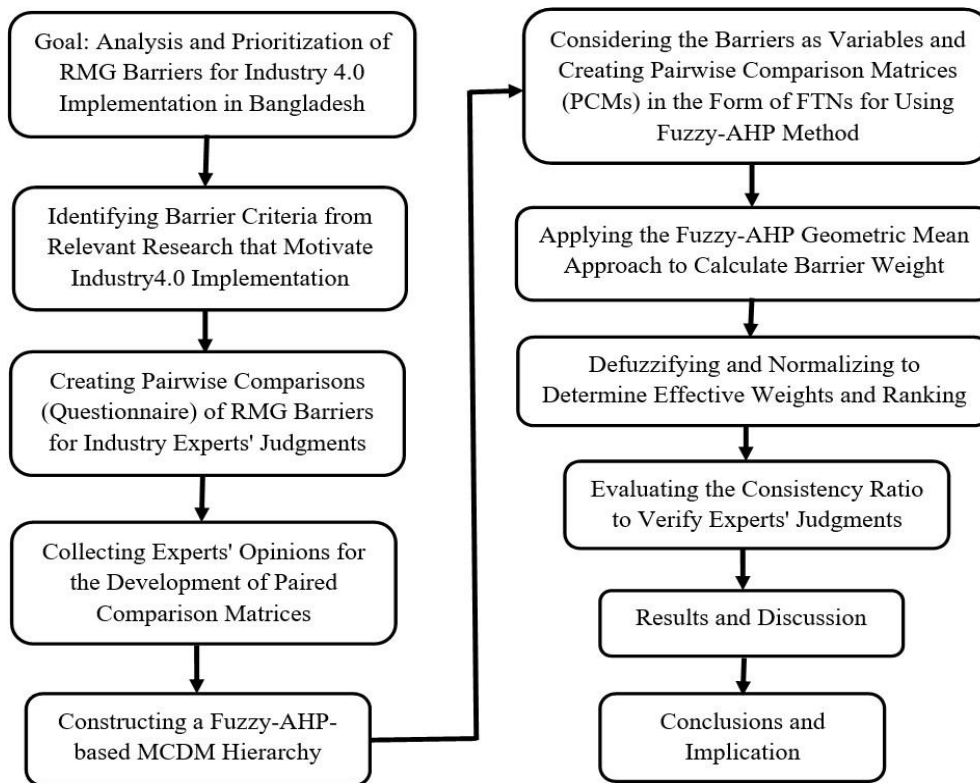 Goal: Analysis and Prioritization of
RMG Barriers for Industry 4.0
Implementation in Bangladesh
Identifying Barrier Criteria from
Relevant Research that Motivate
Industry4.0 Implementation
Creating Pairwise Comparisons
(Questionnaire) of RMG Barriers
for Industry Experts' Judgments
Collecting Experts' Opinions for
the Development of Paired
Comparison Matrices
Constructing a Fuzzy-AHP-
based MCDM Hierarchy
Considering the Barriers as Variables and
Creating Pairwise Comparison Matrices
(PCMs) in the Form of FTNs for Using
Fuzzy-AHP Method
Applying the Fuzzy-AHP Geometric Mean
Approach to Calculate Barrier Weight
Defuzzifying and Normalizing to
Determine Effective Weights and Ranking
Evaluating the Consistency Ratio
to Verify Experts' Judgments
Results and Discussion
Conclusions and
Implication